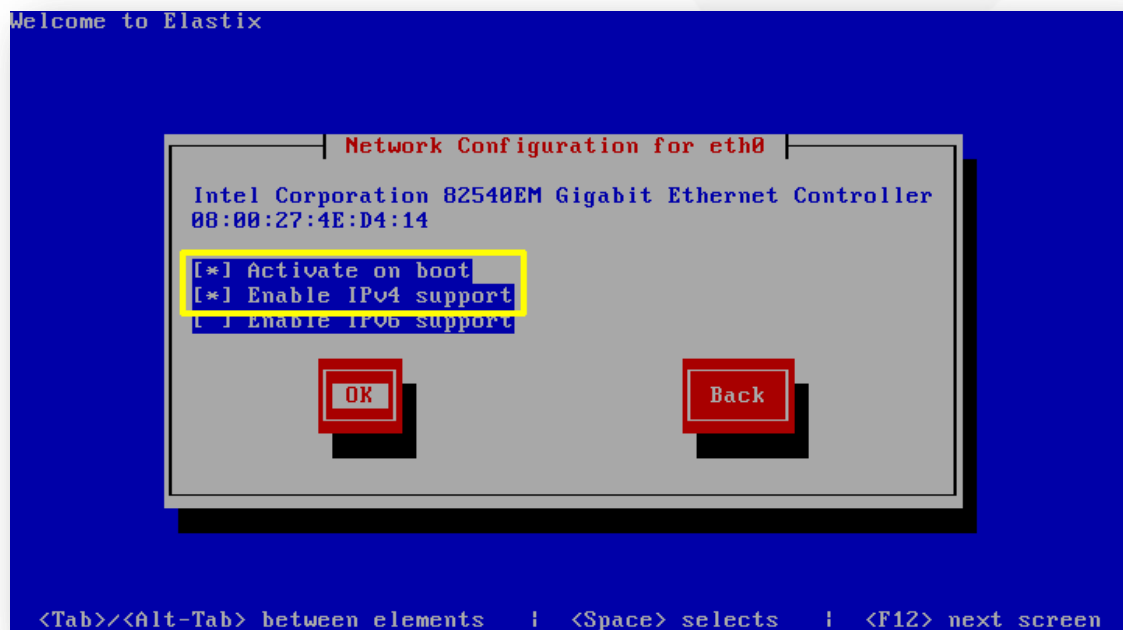 Welcome to Elastix
Network Configuration for eth0
Intel Corporation 82540EM Gigabit Ethernet Controller
08:00:27:4E:D4:14
[*] Activate on boot
[*] Enable IPv4 support
[ ] Enable IPv6 support
OK Back
<Tab>/<Alt-Tab> between elements | <Space> selects | <F12> next screen